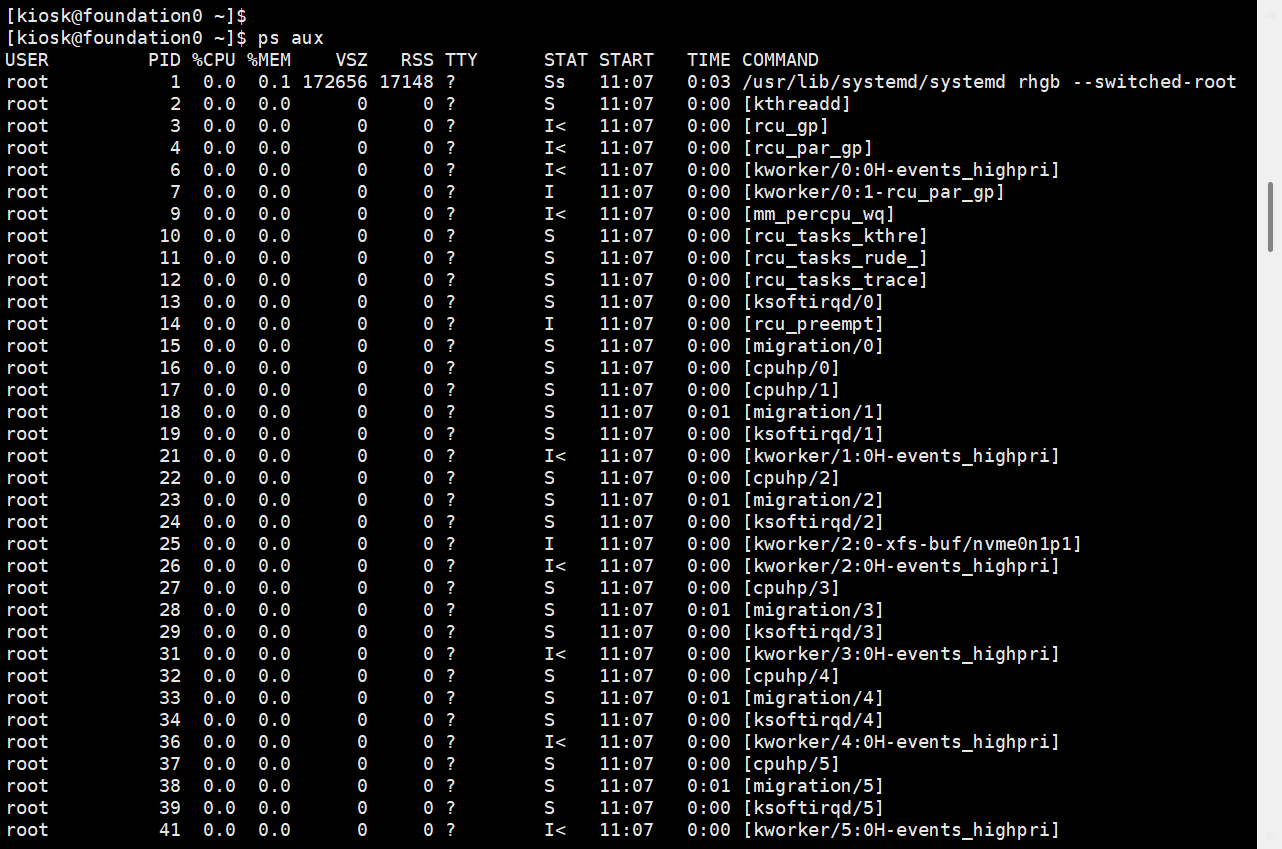 [kiosk@foundation0 ~]$
[kiosk@foundation0 ~]$ ps aux
USER         PID %CPU %MEM    VSZ   RSS TTY      STAT START   TIME COMMAND
root           1  0.0  0.1 172656 17148 ?        Ss   11:07   0:03 /usr/lib/systemd/systemd rhgb --switched-root
root           2  0.0  0.0      0     0 ?        S    11:07   0:00 [kthreadd]
root           3  0.0  0.0      0     0 ?        I<   11:07   0:00 [rcu_gp]
root           4  0.0  0.0      0     0 ?        I<   11:07   0:00 [rcu_par_gp]
root           6  0.0  0.0      0     0 ?        I<   11:07   0:00 [kworker/0:0H-events_highpri]
root           7  0.0  0.0      0     0 ?        I    11:07   0:00 [kworker/0:1-rcu_par_gp]
root           9  0.0  0.0      0     0 ?        I<   11:07   0:00 [mm_percpu_wq]
root          10  0.0  0.0      0     0 ?        S    11:07   0:00 [rcu_tasks_kthre]
root          11  0.0  0.0      0     0 ?        S    11:07   0:00 [rcu_tasks_rude_]
root          12  0.0  0.0      0     0 ?        S    11:07   0:00 [rcu_tasks_trace]
root          13  0.0  0.0      0     0 ?        S    11:07   0:00 [ksoftirqd/0]
root          14  0.0  0.0      0     0 ?        I    11:07   0:00 [rcu_preempt]
root          15  0.0  0.0      0     0 ?        S    11:07   0:00 [migration/0]
root          16  0.0  0.0      0     0 ?        S    11:07   0:00 [cpuhp/0]
root          17  0.0  0.0      0     0 ?        S    11:07   0:00 [cpuhp/1]
root          18  0.0  0.0      0     0 ?        S    11:07   0:01 [migration/1]
root          19  0.0  0.0      0     0 ?        S    11:07   0:00 [ksoftirqd/1]
root          21  0.0  0.0      0     0 ?        I<   11:07   0:00 [kworker/1:0H-events_highpri]
root          22  0.0  0.0      0     0 ?        S    11:07   0:00 [cpuhp/2]
root          23  0.0  0.0      0     0 ?        S    11:07   0:01 [migration/2]
root          24  0.0  0.0      0     0 ?        S    11:07   0:00 [ksoftirqd/2]
root          25  0.0  0.0      0     0 ?        I    11:07   0:00 [kworker/2:0-xfs-buf/nvme0n1p1]
root          26  0.0  0.0      0     0 ?        I<   11:07   0:00 [kworker/2:0H-events_highpri]
root          27  0.0  0.0      0     0 ?        S    11:07   0:00 [cpuhp/3]
root          28  0.0  0.0      0     0 ?        S    11:07   0:01 [migration/3]
root          29  0.0  0.0      0     0 ?        S    11:07   0:00 [ksoftirqd/3]
root          31  0.0  0.0      0     0 ?        I<   11:07   0:00 [kworker/3:0H-events_highpri]
root          32  0.0  0.0      0     0 ?        S    11:07   0:00 [cpuhp/4]
root          33  0.0  0.0      0     0 ?        S    11:07   0:01 [migration/4]
root          34  0.0  0.0      0     0 ?        S    11:07   0:00 [ksoftirqd/4]
root          36  0.0  0.0      0     0 ?        I<   11:07   0:00 [kworker/4:0H-events_highpri]
root          37  0.0  0.0      0     0 ?        S    11:07   0:00 [cpuhp/5]
root          38  0.0  0.0      0     0 ?        S    11:07   0:01 [migration/5]
root          39  0.0  0.0      0     0 ?        S    11:07   0:00 [ksoftirqd/5]
root          41  0.0  0.0      0     0 ?        I<   11:07   0:00 [kworker/5:0H-events_highpri]